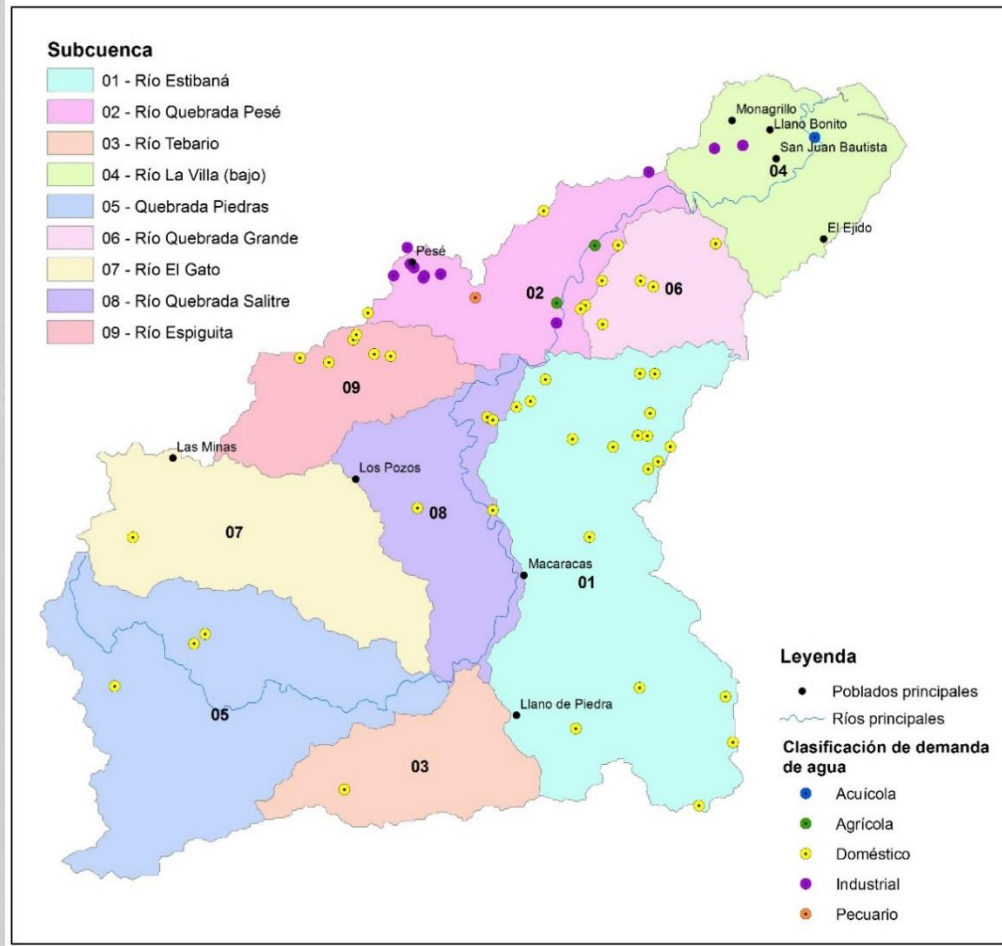 Subcuenca
01 - Río Estibaná
02 - Río Quebrada Pesé
03 - Río Tebario
04 - Río La Villa (bajo)
05 - Quebrada Piedras
06 - Río Quebrada Grande
07 - Río El Gato
08 - Río Quebrada Salitre
09 - Río Espiguita
Monagrillo
Llano Bonito
San Juan Bautista
04
El Ejido
Pesé
02
06
09
Las Minas
Los Pozos
08
07
Macaracas
01
Llano de Piedra
05
03
Leyenda
Poblados principales
Ríos principales
Clasificación de demanda
de agua
Acuícola
Agrícola
Doméstico
Industrial
Pecuario